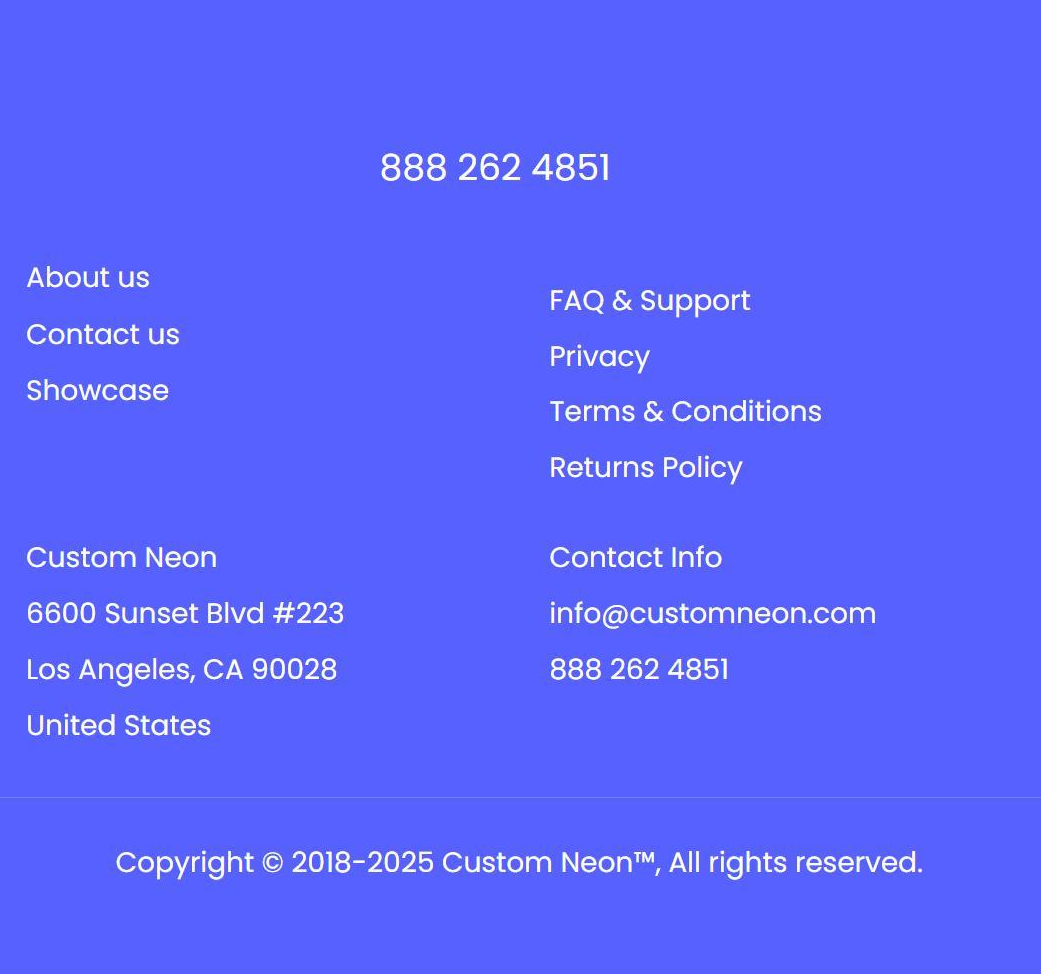 888 262 4851
About us
Contact us
Showcase
FAQ & Support
Privacy
Terms & Conditions
Returns Policy
Custom Neon
6600 Sunset Blvd #223
Los Angeles, CA 90028
United States
Contact Info
info@customneon.com
888 262 4851
Copyright © 2018-2025 Custom Neon™, All rights reserved.